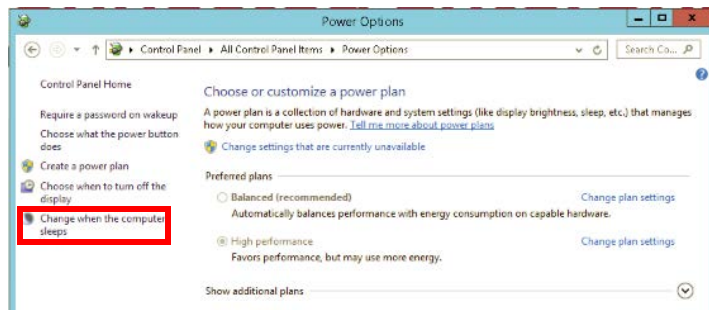 Power Options
Control Panel ▸ All Control Panel Items ▸ Power Options
Search Co...
Control Panel Home
Require a password on wakeup
Choose what the power button
does
Create a power plan
Choose when to turn off the
display
Change when the computer
sleeps
Choose or customize a power plan
A power plan is a collection of hardware and system settings (like display brightness, sleep, etc.) that manages
how your computer uses power. Tell me more about power plans
Change settings that are currently unavailable
Preferred plans
Balanced (recommended)
Change plan settings
Automatically balances performance with energy consumption on capable hardware.
High performance
Change plan settings
Favors performance, but may use more energy.
Show additional plans